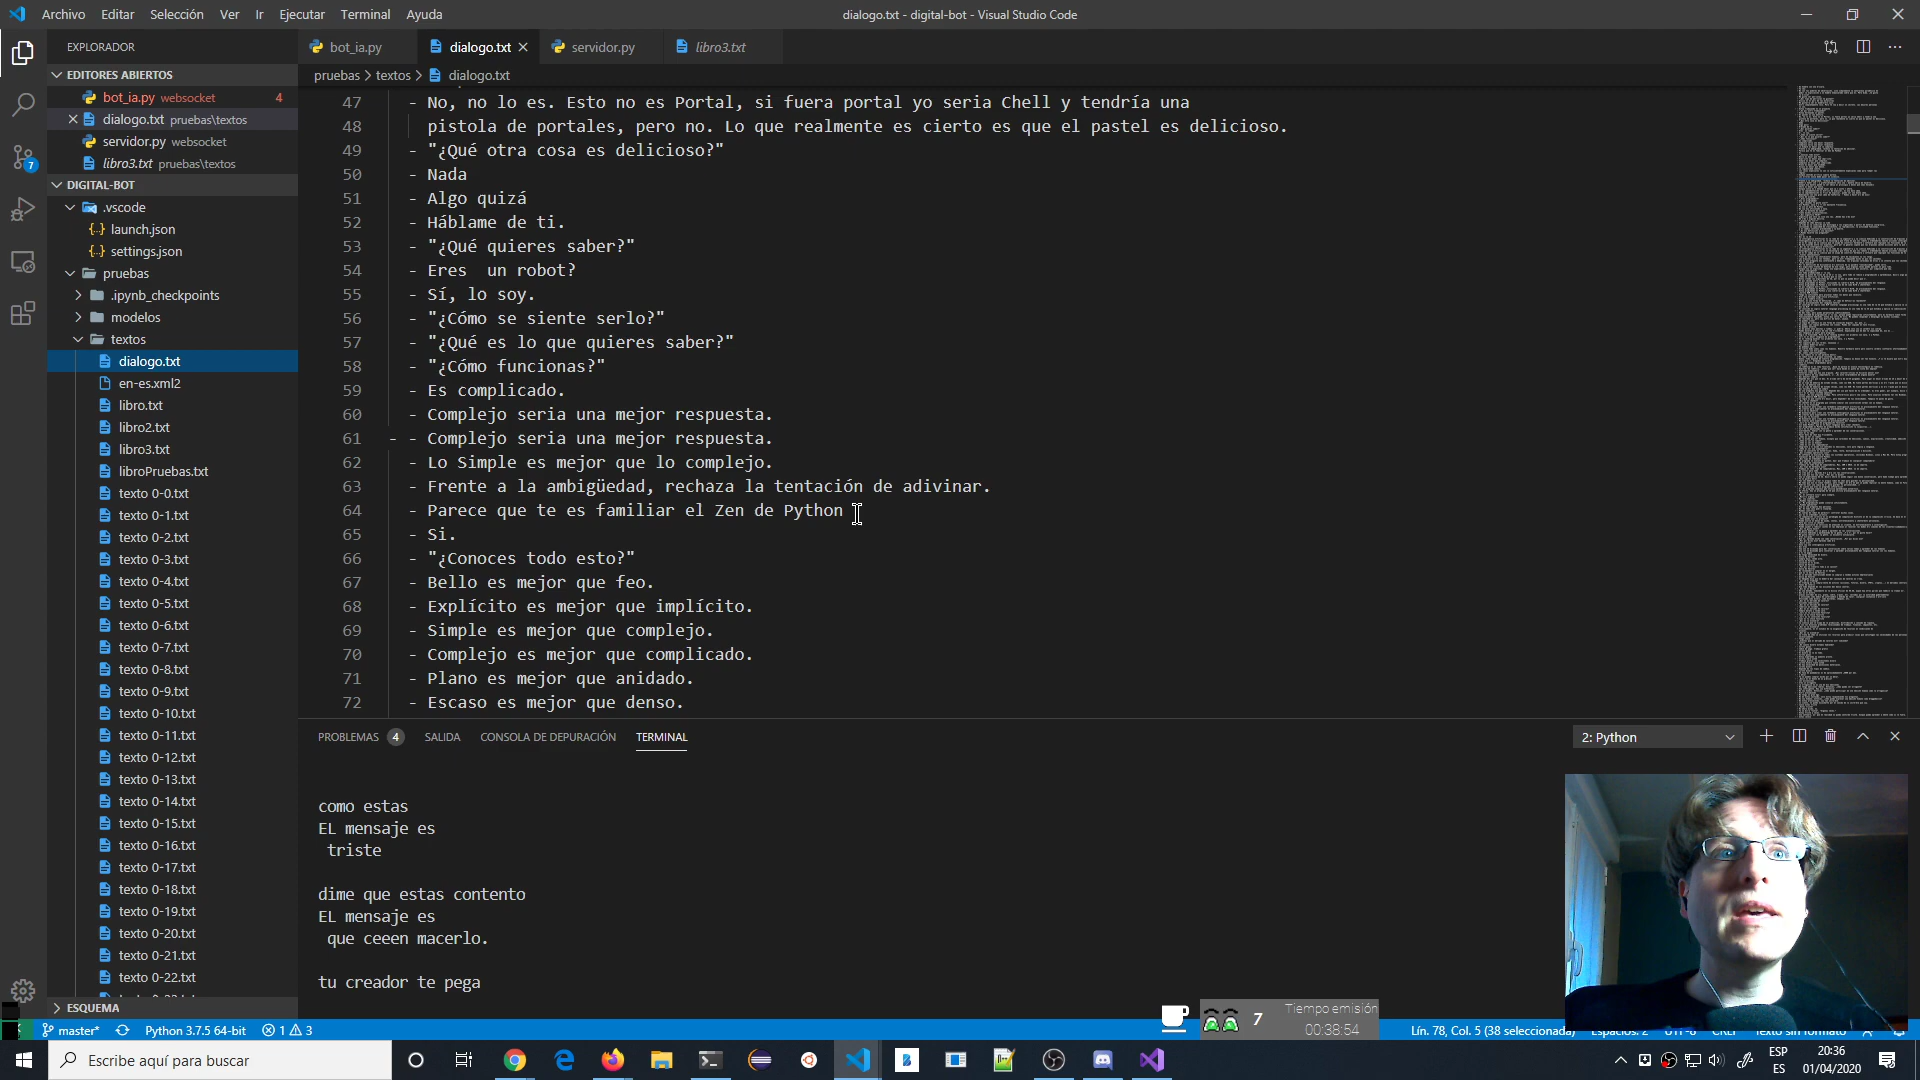 Archivo Editar Selección Ver Ir Ejecutar Terminal Ayuda
dialogo.txt - digital-bot - Visual Studio Code
EXPLORADOR
bot_ia.py dialogo.txt servidor.py libro3.txt
EDITORES ABIERTOS
pruebas > textos > dialogo.txt
bot_ia.py websocket 4
dialogo.txt pruebas\textos
servidor.py websocket
libro3.txt pruebas\textos
DIGITAL-BOT
.vscode
launch.json
settings.json
pruebas
.ipynb_checkpoints
modelos
textos
dialogo.txt
en-es.xml2
libro.txt
libro2.txt
libro3.txt
libroPruebas.txt
texto 0-0.txt
texto 0-1.txt
texto 0-2.txt
texto 0-3.txt
texto 0-4.txt
texto 0-5.txt
texto 0-6.txt
texto 0-7.txt
texto 0-8.txt
texto 0-9.txt
texto 0-10.txt
texto 0-11.txt
texto 0-12.txt
texto 0-13.txt
texto 0-14.txt
texto 0-15.txt
texto 0-16.txt
texto 0-17.txt
texto 0-18.txt
texto 0-19.txt
texto 0-20.txt
texto 0-21.txt
texto 0-22.txt
ESQUEMA
47 - No, no lo es. Esto no es Portal, si fuera portal yo seria Chell y tendría una
48 pistola de portales, pero no. Lo que realmente es cierto es que el pastel es delicioso.
49 - "¿Qué otra cosa es delicioso?"
50 - Nada
51 - Algo quizá
52 - Háblame de ti.
53 - "¿Qué quieres saber?"
54 - Eres  un robot?
55 - Sí, lo soy.
56 - "¿Cómo se siente serlo?"
57 - "¿Qué es lo que quieres saber?"
58 - "¿Cómo funcionas?"
59 - Es complicado.
60 - Complejo seria una mejor respuesta.
61 - - Complejo seria una mejor respuesta.
62 - Lo Simple es mejor que lo complejo.
63 - Frente a la ambigüedad, rechaza la tentación de adivinar.
64 - Parece que te es familiar el Zen de Python
65 - Si.
66 - "¿Conoces todo esto?"
67 - Bello es mejor que feo.
68 - Explícito es mejor que implícito.
69 - Simple es mejor que complejo.
70 - Complejo es mejor que complicado.
71 - Plano es mejor que anidado.
72 - Escaso es mejor que denso.
PROBLEMAS 4 SALIDA CONSOLA DE DEPURACIÓN TERMINAL
2: Python
como estas
EL mensaje es
triste
dime que estas contento
EL mensaje es
que ceeen macerlo.
tu creador te pega
7 Tiempo emisión
00:38:54
master* Python 3.7.5 64-bit 1 3
Lín. 78, Col. 5 (38 seleccionada)
Escribe aquí para buscar
ESP
ES
20:36
01/04/2020